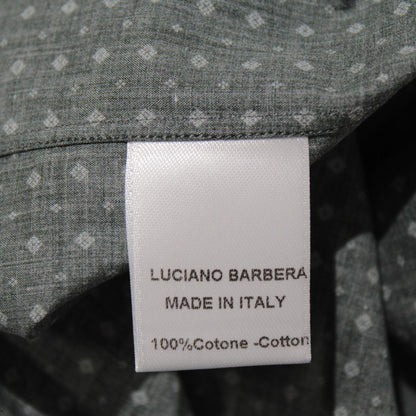 LUCIANO BARBERA
MADE IN ITALY
100%Cotone -Cotton